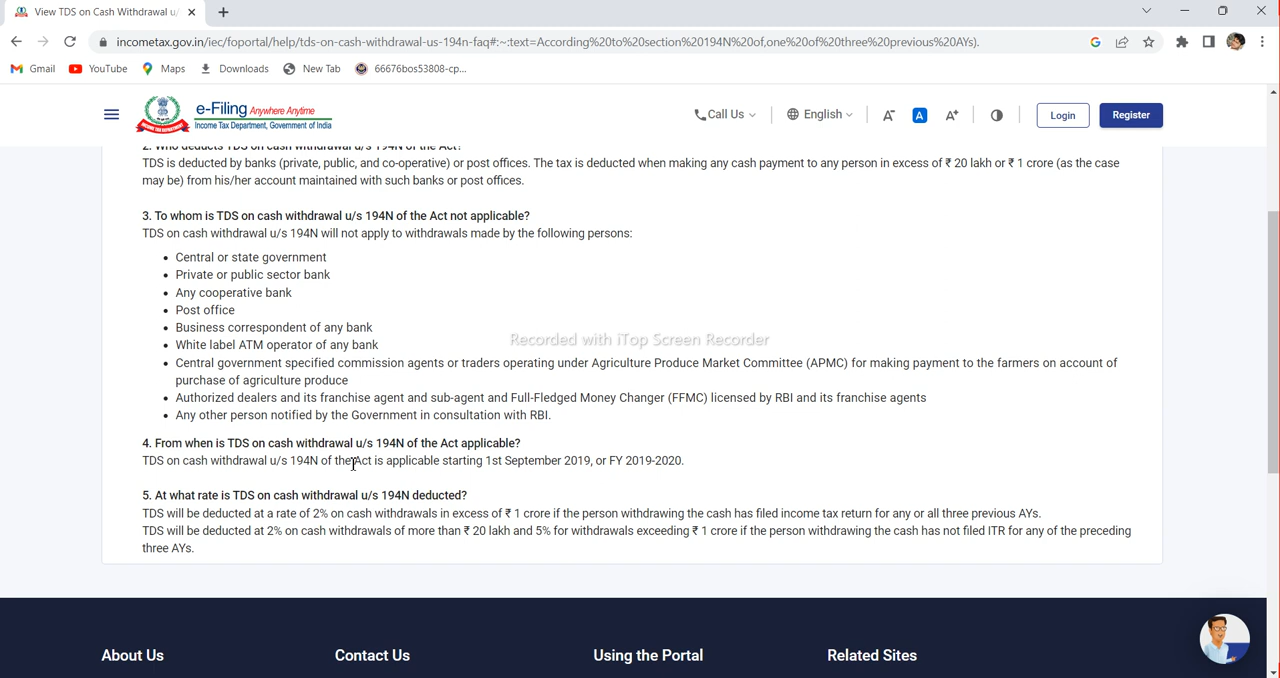 View TDS on Cash Withdrawal u/
incometax.gov.in/iec/foportal/help/tds-on-cash-withdrawal-us-194n-faq#:~:text=According%20to%20section%20194N%20of,one%20of%20three%20previous%20AYs).
Gmail YouTube Maps Downloads New Tab 66676bos53808-cp...
e-Filing Anywhere Anytime
Income Tax Department, Government of India
Call Us English A- A A+ Login Register
2. Who deducts TDS on cash withdrawal u/s 194N of the Act?
TDS is deducted by banks (private, public, and co-operative) or post offices. The tax is deducted when making any cash payment to any person in excess of ₹ 20 lakh or ₹ 1 crore (as the case
may be) from his/her account maintained with such banks or post offices.
3. To whom is TDS on cash withdrawal u/s 194N of the Act not applicable?
TDS on cash withdrawal u/s 194N will not apply to withdrawals made by the following persons:
• Central or state government
• Private or public sector bank
• Any cooperative bank
• Post office
• Business correspondent of any bank
• White label ATM operator of any bank
Recorded with iTop Screen Recorder
• Central government specified commission agents or traders operating under Agriculture Produce Market Committee (APMC) for making payment to the farmers on account of
purchase of agriculture produce
• Authorized dealers and its franchise agent and sub-agent and Full-Fledged Money Changer (FFMC) licensed by RBI and its franchise agents
• Any other person notified by the Government in consultation with RBI.
4. From when is TDS on cash withdrawal u/s 194N of the Act applicable?
TDS on cash withdrawal u/s 194N of the Act is applicable starting 1st September 2019, or FY 2019-2020.
5. At what rate is TDS on cash withdrawal u/s 194N deducted?
TDS will be deducted at a rate of 2% on cash withdrawals in excess of ₹ 1 crore if the person withdrawing the cash has filed income tax return for any or all three previous AYs.
TDS will be deducted at 2% on cash withdrawals of more than ₹ 20 lakh and 5% for withdrawals exceeding ₹ 1 crore if the person withdrawing the cash has not filed ITR for any of the preceding
three AYs.
About Us Contact Us Using the Portal Related Sites